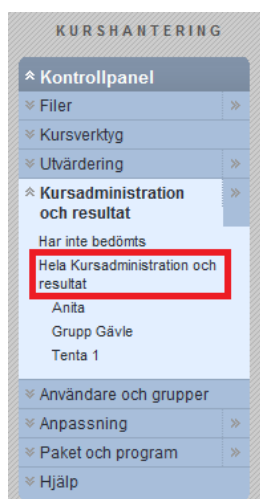 KURSHANTERING
Kontrollpanel
Filer
Kursverktyg
Utvärdering
Kursadministration
och resultat
Har inte bedömts
Hela Kursadministration och
resultat
Anita
Grupp Gävle
Tenta 1
Användare och grupper
Anpassning
Paket och program
Hjälp